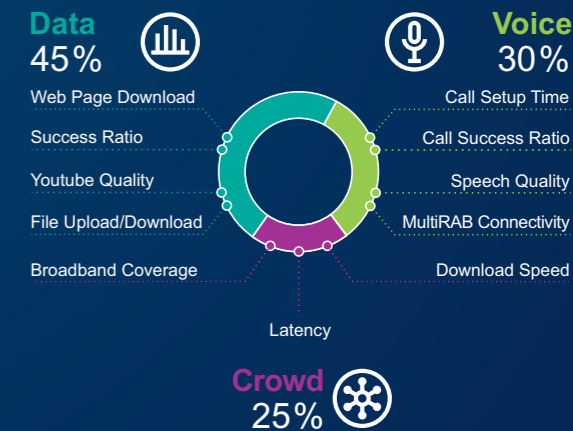 Data
45%
Web Page Download
Success Ratio
Youtube Quality
File Upload/Download
Broadband Coverage
Voice
30%
Call Setup Time
Call Success Ratio
Speech Quality
MultiRAB Connectivity
Download Speed
Latency
Crowd
25%